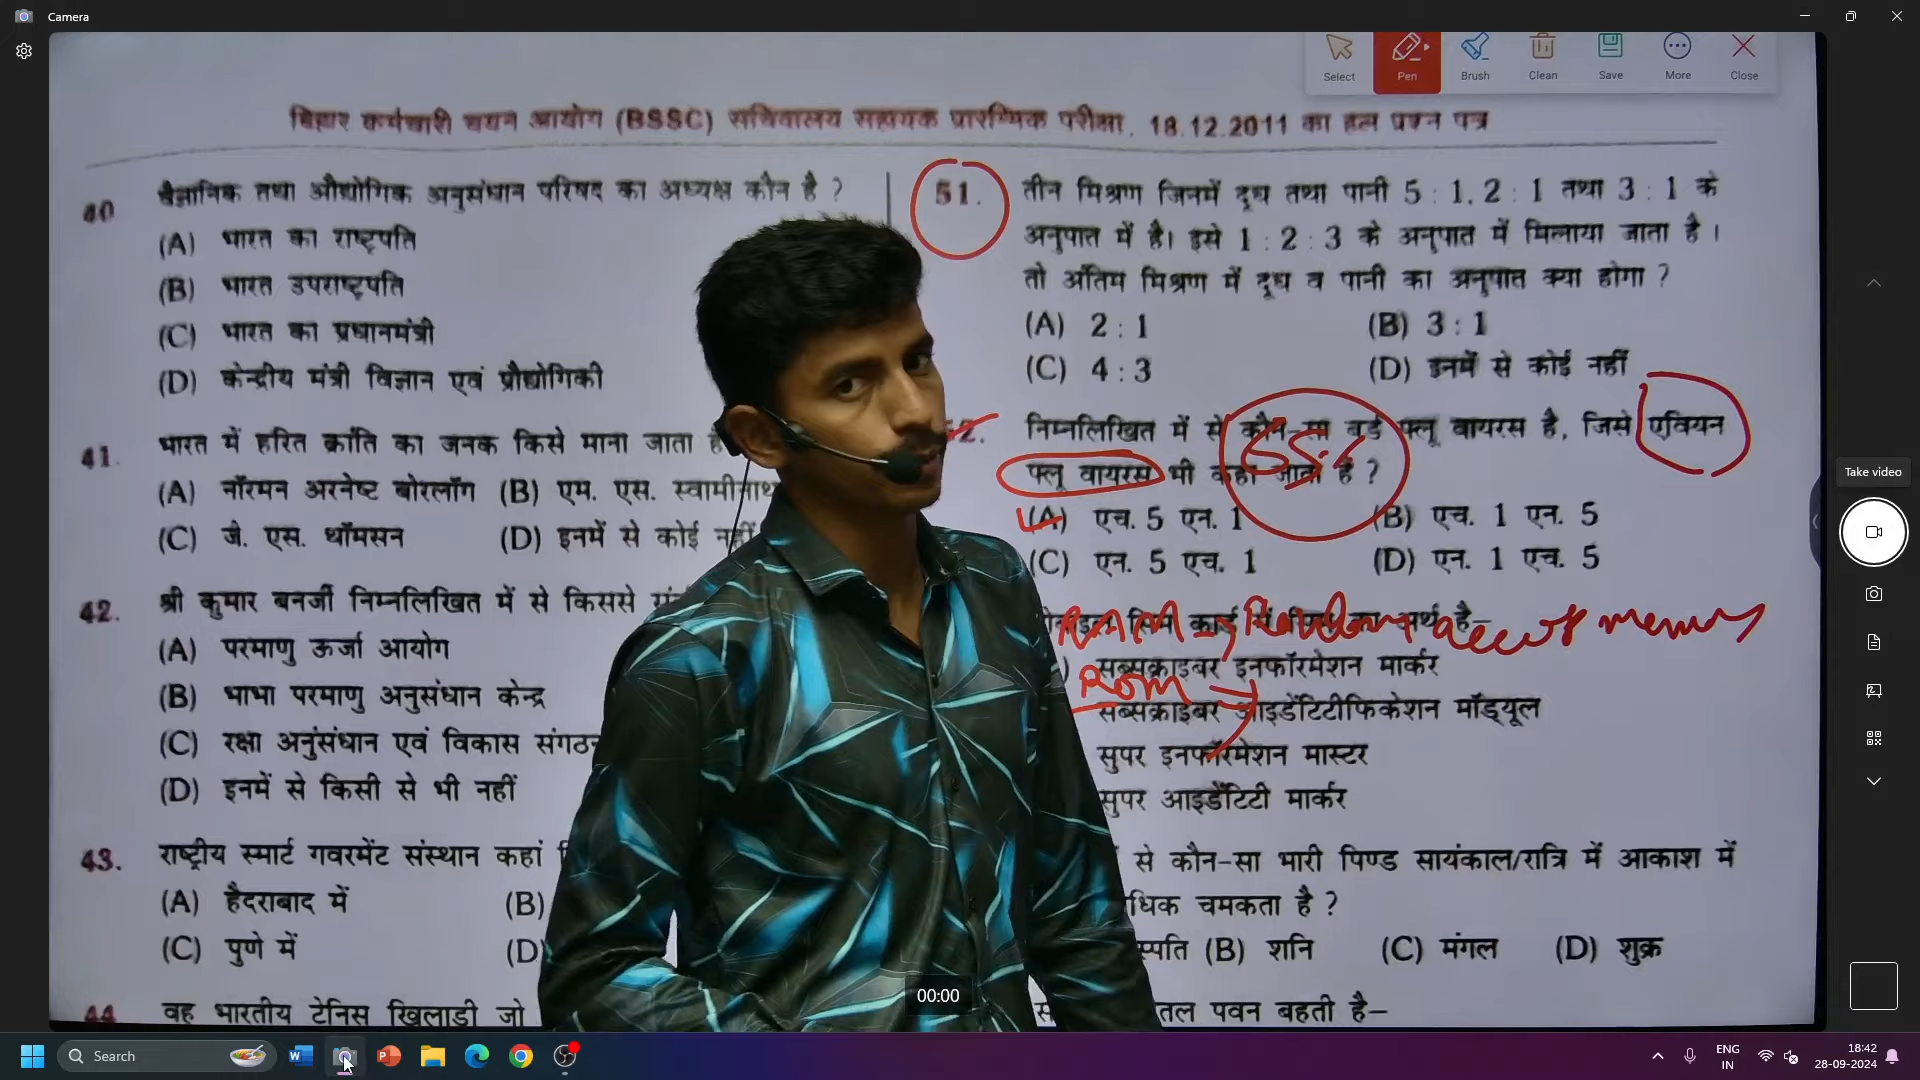 Camera
Select
Pen
Brush
Clean
Save
More
Close
बिहार कर्मचारी चयन आयोग (BSSC) सचिवालय सहायक प्रारम्भिक परीक्षा, 18.12.2011 का हल प्रश्न पत्र
40 वैज्ञानिक तथा औद्योगिक अनुसंधान परिषद का अध्यक्ष कौन है ?
(A) भारत का राष्ट्रपति
(B) भारत उपराष्ट्रपति
(C) भारत का प्रधानमंत्री
(D) केन्द्रीय मंत्री विज्ञान एवं प्रौद्योगिकी
41. भारत में हरित क्रांति का जनक किसे माना जाता
(A) नॉरमन अरनेष्ट बोरलॉग (B) एम. एस.
(C) जे. एस. थॉमसन (D) इनमें से कोई नहीं
42. श्री कुमार बनर्जी निम्नलिखित में से किससे
(A) परमाणु ऊर्जा आयोग
(B) भाभा परमाणु अनुसंधान केन्द्र
(C) रक्षा अनुंसंधान एवं विकास
(D) इनमें से किसी से भी नहीं
43. राष्ट्रीय स्मार्ट गवरमेंट संस्थान कहां
(A) हैदराबाद में (B)
(C) पुणे में (D)
44 वह भारतीय टेनिस खिलाड़ी जो
51. तीन मिश्रण जिनमें दूध तथा पानी 5 : 1, 2 : 1 तथा 3 : 1 के
अनुपात में है। इसे 1 : 2 : 3 के अनुपात में मिलाया जाता है ।
तो अंतिम मिश्रण में दूध व पानी का अनुपात क्या होगा ?
(A) 2 : 1 (B) 3 : 1
(C) 4 : 3 (D) इनमें से कोई नहीं
52. निम्नलिखित में से कौन-सा बर्ड फ्लू वायरस है, जिसे एवियन
फ्लू वायरस भी कहा जाता है ?
(A) एच. 5 एन. 1 (B) एच. 1 एन. 5
(C) एन. 5 एच. 1 (D) एन. 1 एच. 5
RAM
सब्सक्राइबर इनफॉरमेशन मार्कर
ROM
सब्सक्राइबर आइडेंटिटीफिकेशन मॉड्यूल
सुपर इनफॉरमेशन मास्टर
सुपर आइडेंटिटी मार्कर
से कौन-सा भारी पिण्ड सायंकाल/रात्रि में आकाश में
चमकता है ?
(B) शनि (C) मंगल (D) शुक्र
पवन बहती है–
Take video
00:00
Search
ENG
IN
18:42
28-09-2024